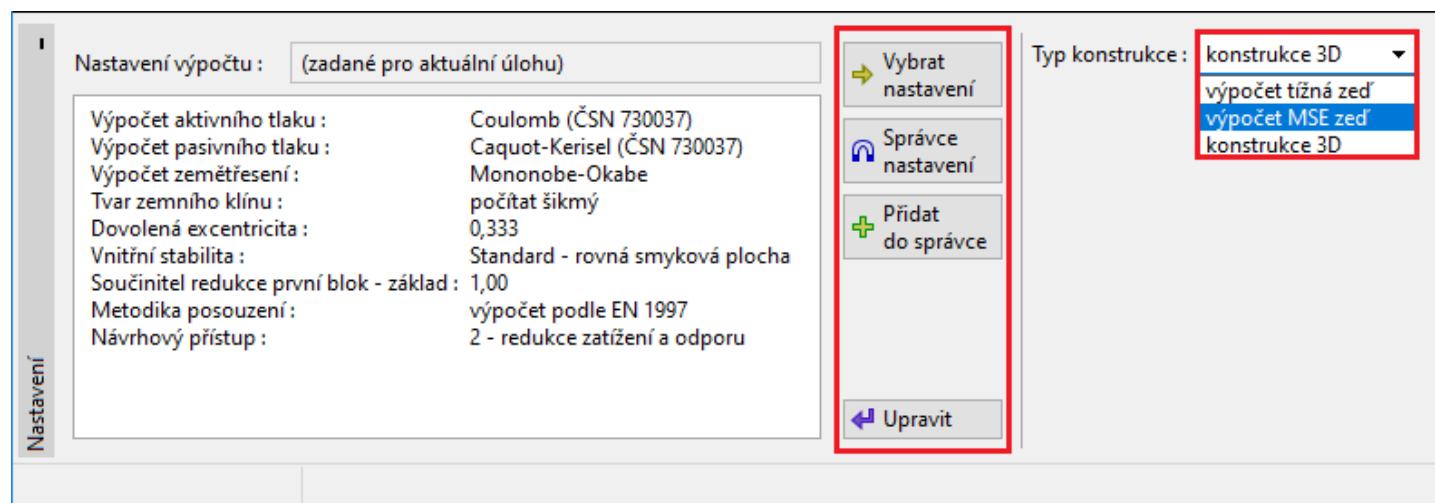 Nastavení výpočtu : (zadané pro aktuální úlohu)
Výpočet aktivního tlaku : Coulomb (ČSN 730037)
Výpočet pasivního tlaku : Caquot-Kerisel (ČSN 730037)
Výpočet zemětřesení : Mononobe-Okabe
Tvar zemního klínu : počítat šikmý
Dovolená excentricita : 0,333
Vnitřní stabilita : Standard - rovná smyková plocha
Součinitel redukce první blok - základ : 1,00
Metodika posouzení : výpočet podle EN 1997
Návrhový přístup : 2 - redukce zatížení a odporu
Vybrat
nastavení
Správce
nastavení
Přidat
do správce
Upravit
Typ konstrukce : konstrukce 3D
výpočet tížná zeď
výpočet MSE zeď
konstrukce 3D
Nastavení